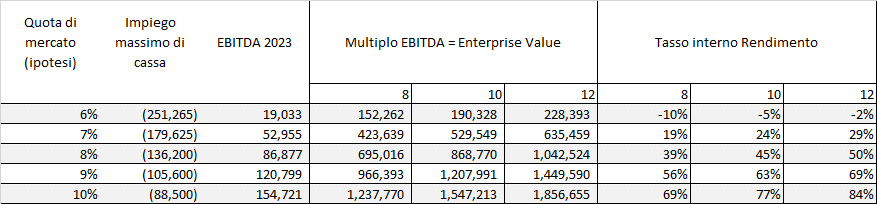 Quota di mercato (ipotesi) Impiego massimo di cassa EBITDA 2023 Multiplo EBITDA = Enterprise Value Tasso interno Rendimento
8 10 12 8 10 12
6% (251,265) 19,033 152,262 190,328 228,393 -10% -5% -2%
7% (179,625) 52,955 423,639 529,549 635,459 19% 24% 29%
8% (136,200) 86,877 695,016 868,770 1,042,524 39% 45% 50%
9% (105,600) 120,799 966,393 1,207,991 1,449,590 56% 63% 69%
10% (88,500) 154,721 1,237,770 1,547,213 1,856,655 69% 77% 84%